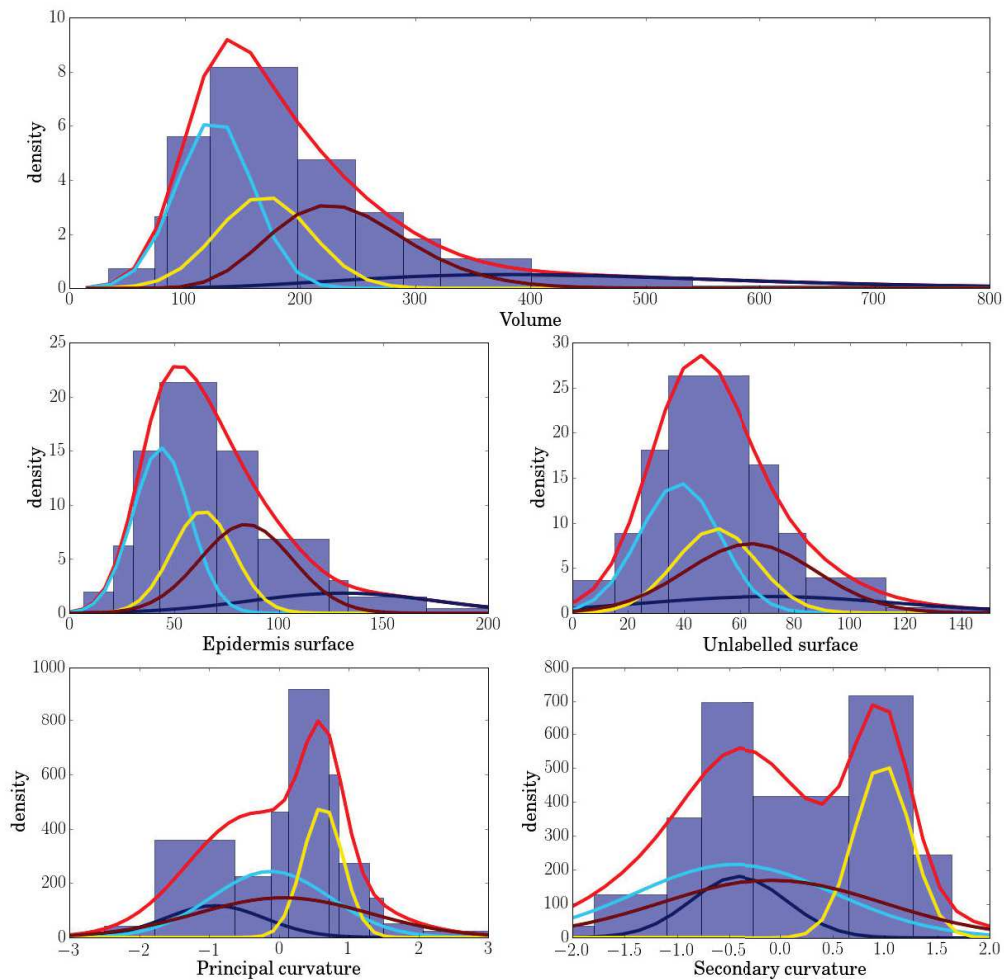 10
8
6
4
2
0
density
0 100 200 300 400 500 600 700 800
Volume
25
20
15
10
5
0
density
50 100 150 200
Epidermis surface
30
25
20
15
10
5
0
density
0 20 40 60 80 100 120 140
Unlabelled surface
1000
800
600
400
200
0
density
−3 −2 −1 0 1 2 3
Principal curvature
800
700
600
500
400
300
200
100
0
density
−2.0 −1.5 −1.0 −0.5 0.0 0.5 1.0 1.5 2.0
Secondary curvature